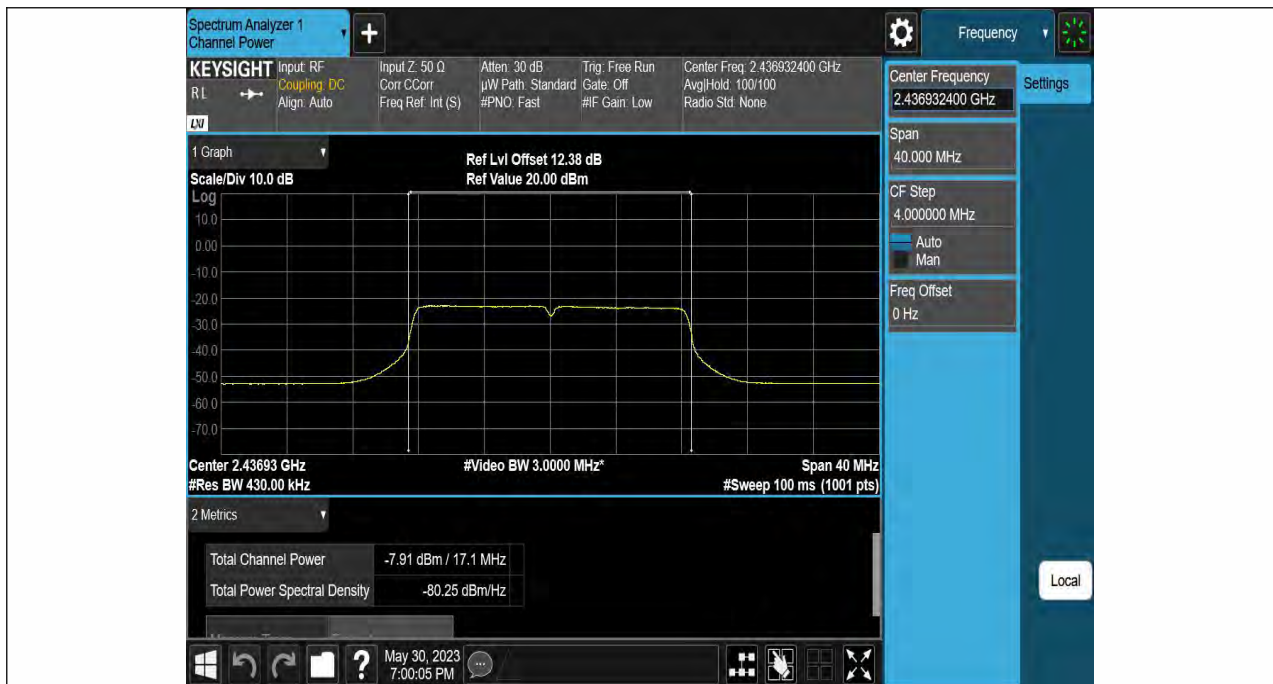 Spectrum Analyzer 1
Channel Power
+
Frequency
KEYSIGHT
RL
LXI
Input: RF
Coupling: DC
Align: Auto
Input Z: 50 Ω
Corr CCorr
Freq Ref: Int (S)
Atten: 30 dB
µW Path: Standard
#PNO: Fast
Trig: Free Run
Gate: Off
#IF Gain: Low
Center Freq: 2.436932400 GHz
Avg|Hold: 100/100
Radio Std: None
Center Frequency
2.436932400 GHz
Settings
Span
40.000 MHz
CF Step
4.000000 MHz
Auto
Man
Freq Offset
0 Hz
1 Graph
Scale/Div 10.0 dB
Ref Lvl Offset 12.38 dB
Ref Value 20.00 dBm
Log
10.0
0.00
-10.0
-20.0
-30.0
-40.0
-50.0
-60.0
-70.0
Center 2.43693 GHz
#Video BW 3.0000 MHz*
Span 40 MHz
#Res BW 430.00 kHz
#Sweep 100 ms (1001 pts)
2 Metrics
Total Channel Power -7.91 dBm / 17.1 MHz
Total Power Spectral Density -80.25 dBm/Hz
Local
?
May 30, 2023
7:00:05 PM